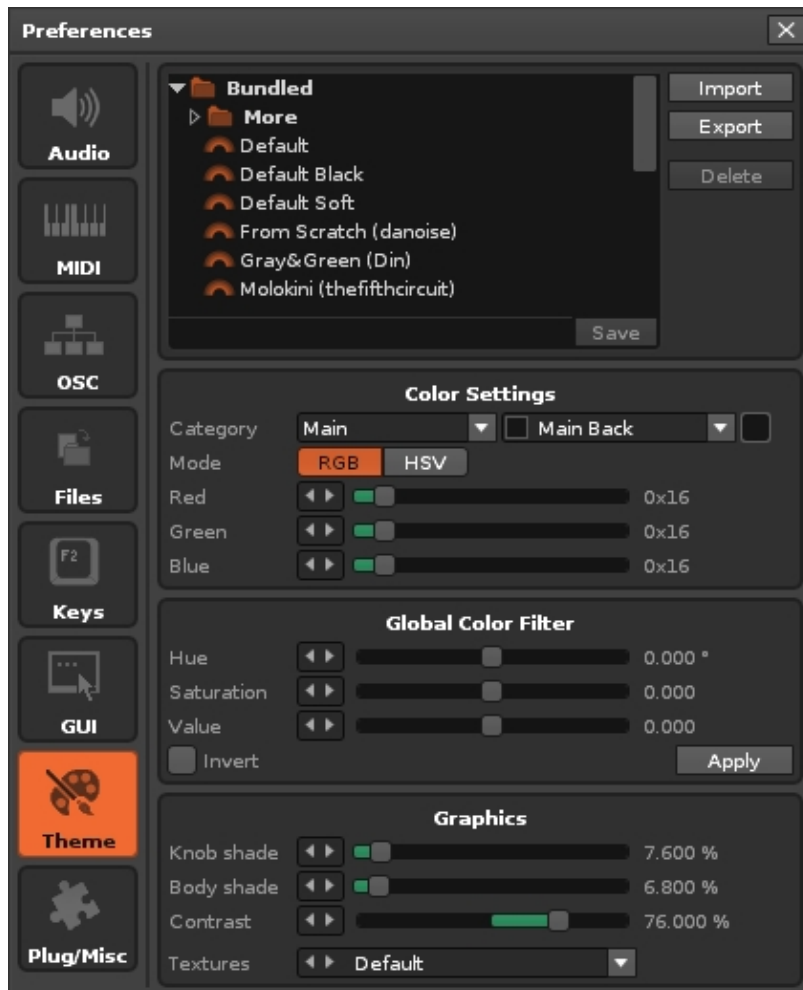 Preferences
Audio
MIDI
OSC
Files
F2
Keys
GUI
Theme
Plug/Misc
Bundled
More
Default
Default Black
Default Soft
From Scratch (danoise)
Gray&Green (Din)
Molokini (thefifthcircuit)
Save
Import
Export
Delete
Color Settings
Category Main Main Back
Mode RGB HSV
Red 0x16
Green 0x16
Blue 0x16
Global Color Filter
Hue 0.000 °
Saturation 0.000
Value 0.000
Invert Apply
Graphics
Knob shade 7.600 %
Body shade 6.800 %
Contrast 76.000 %
Textures Default